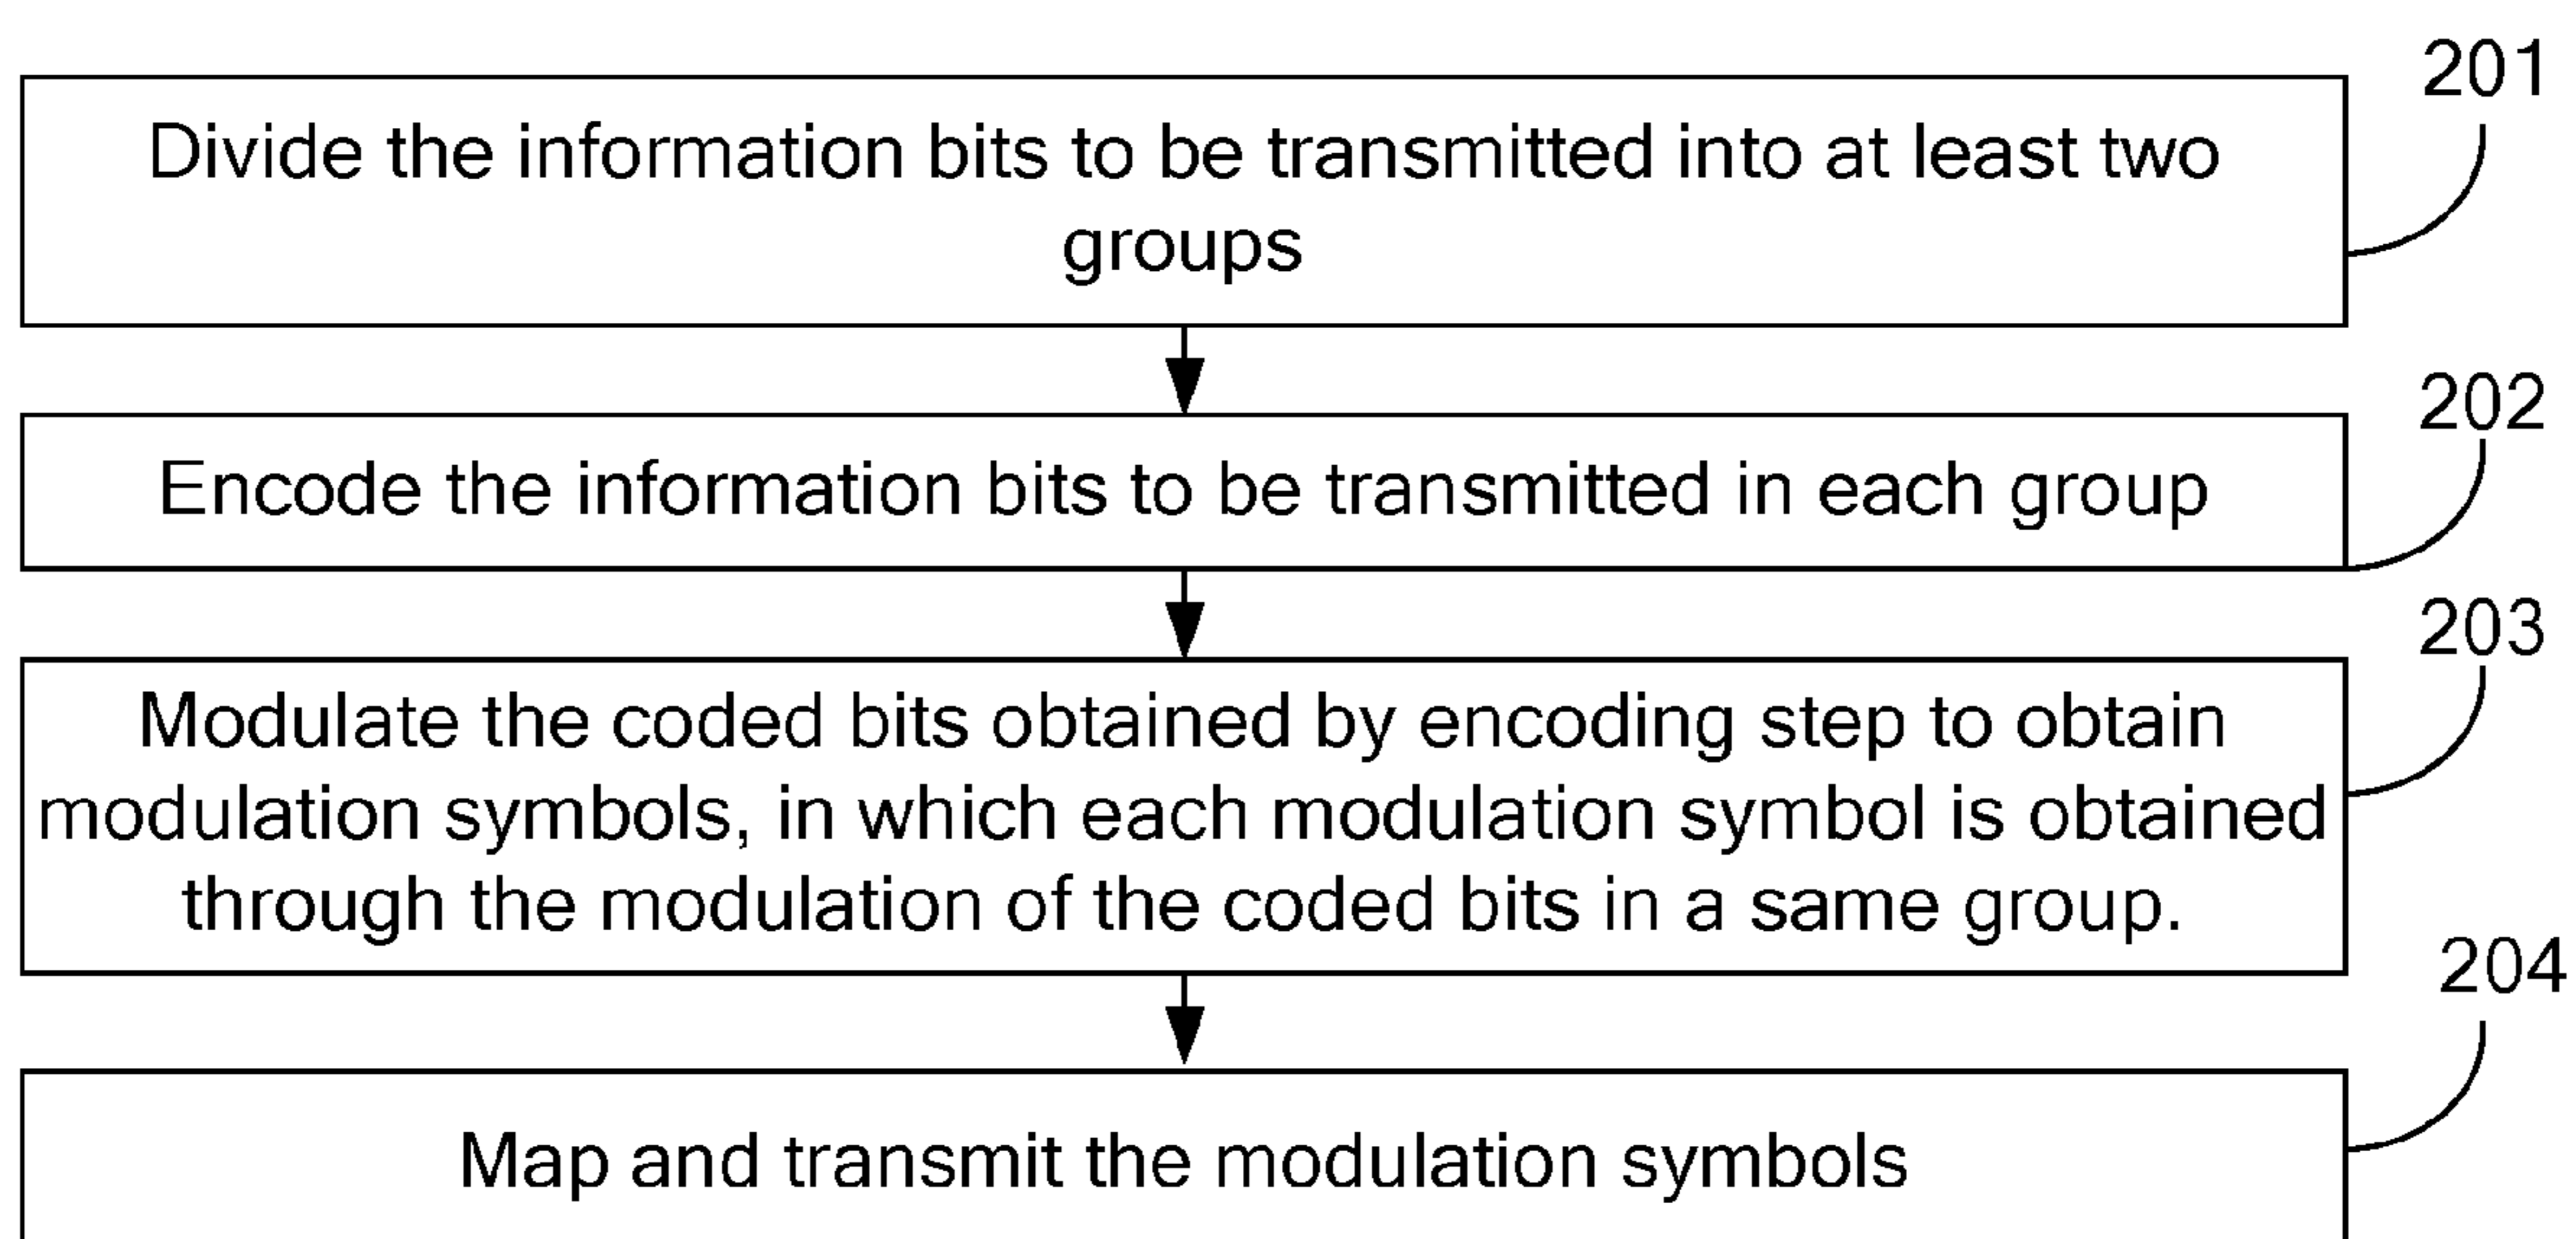 201
Divide the information bits to be transmitted into at least two
groups
202
Encode the information bits to be transmitted in each group
203
Modulate the coded bits obtained by encoding step to obtain
modulation symbols, in which each modulation symbol is obtained
through the modulation of the coded bits in a same group.
204
Map and transmit the modulation symbols